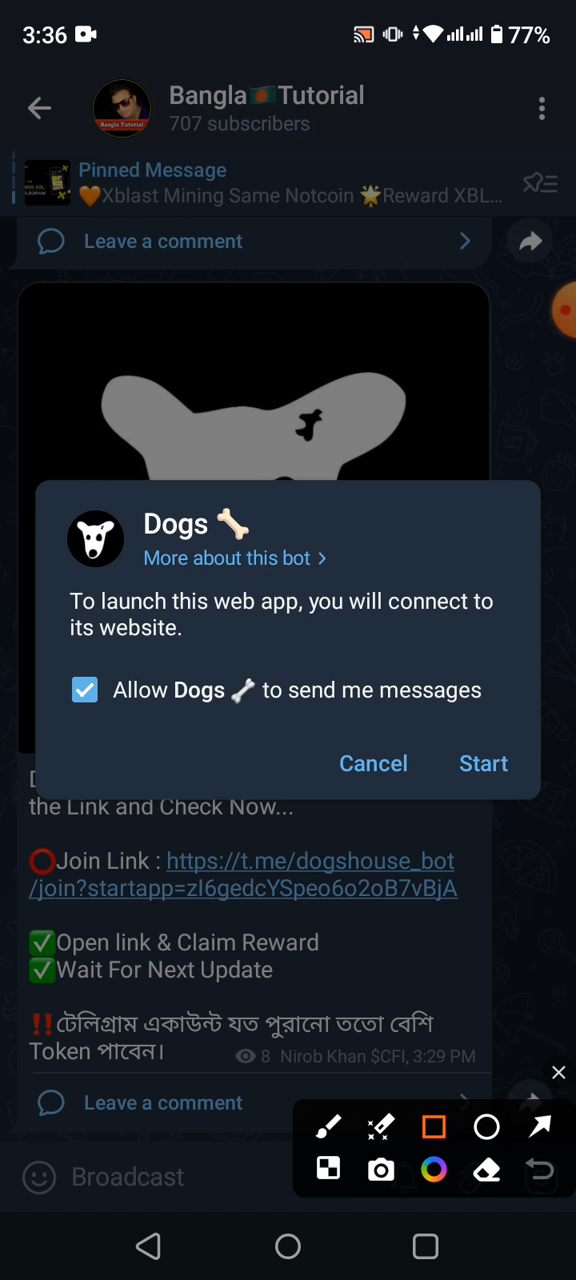 3:36
77%
Bangla🇧🇩Tutorial
707 subscribers
Pinned Message
🧡Xblast Mining Same Notcoin 🌟Reward XBL...
Leave a comment
Dogs 🦴
More about this bot
To launch this web app, you will connect to
its website.
Allow Dogs 🦴 to send me messages
Cancel Start
the Link and Check Now...
⭕Join Link : https://t.me/dogshouse_bot
/join?startapp=zI6gedcYSpeo6o2oB7vBjA
✅Open link & Claim Reward
✅Wait For Next Update
‼️টেলিগ্রাম একাউন্ট যত পুরানো ততো বেশি
Token পাবেন। 8 Nirob Khan $CFI, 3:29 PM
Leave a comment
Broadcast